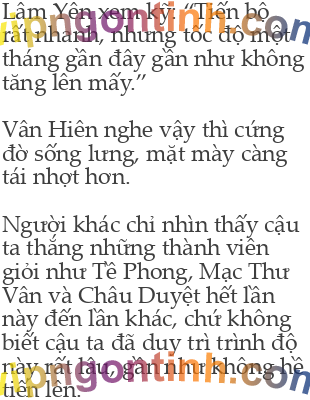 Lâm Yên xem kỹ: “Tiến bộ
rất nhanh, nhưng tốc độ một
tháng gần đây gần như không
tăng lên mấy.”
Vân Hiên nghe vậy thì cứng
đờ sống lưng, mặt mày càng
tái nhợt hơn.
Người khác chỉ nhìn thấy cậu
ta thắng những thành viên
giỏi như Tề Phong, Mạc Thư
Vân và Châu Duyệt hết lần
này đến lần khác, chứ không
biết cậu ta đã duy trì trình độ
này rất lâu, gần như không hề
tiến lên.